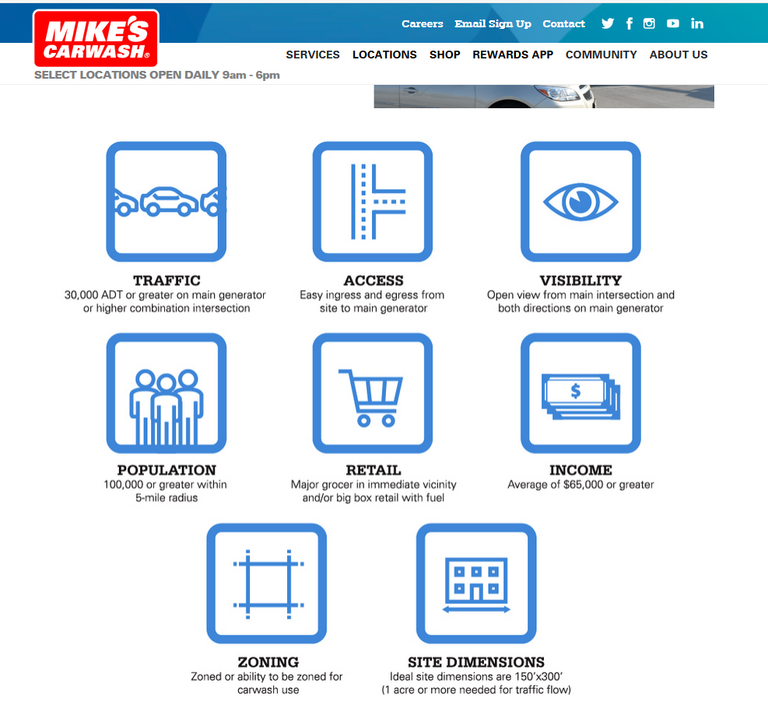 Careers Email Sign Up Contact
MIKE'S
CARWASH®
SERVICES LOCATIONS SHOP REWARDS APP COMMUNITY ABOUT US
SELECT LOCATIONS OPEN DAILY 9am - 6pm
TRAFFIC
30,000 ADT or greater on main generator
or higher combination intersection
ACCESS
Easy ingress and egress from
site to main generator
VISIBILITY
Open view from main intersection and
both directions on main generator
POPULATION
100,000 or greater within
5-mile radius
RETAIL
Major grocer in immediate vicinity
and/or big box retail with fuel
$
INCOME
Average of $65,000 or greater
ZONING
Zoned or ability to be zoned for
carwash use
SITE DIMENSIONS
Ideal site dimensions are 150'x300'
(1 acre or more needed for traffic flow)